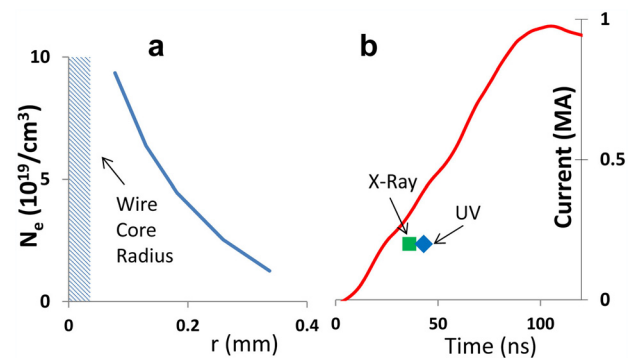 a
10
5
0
Nₑ (10¹⁹/cm³)
Wire
Core
Radius
0
0.2
0.4
r (mm)
b
1
0.5
0
Current (MA)
X-Ray
UV
0
50
100
Time (ns)